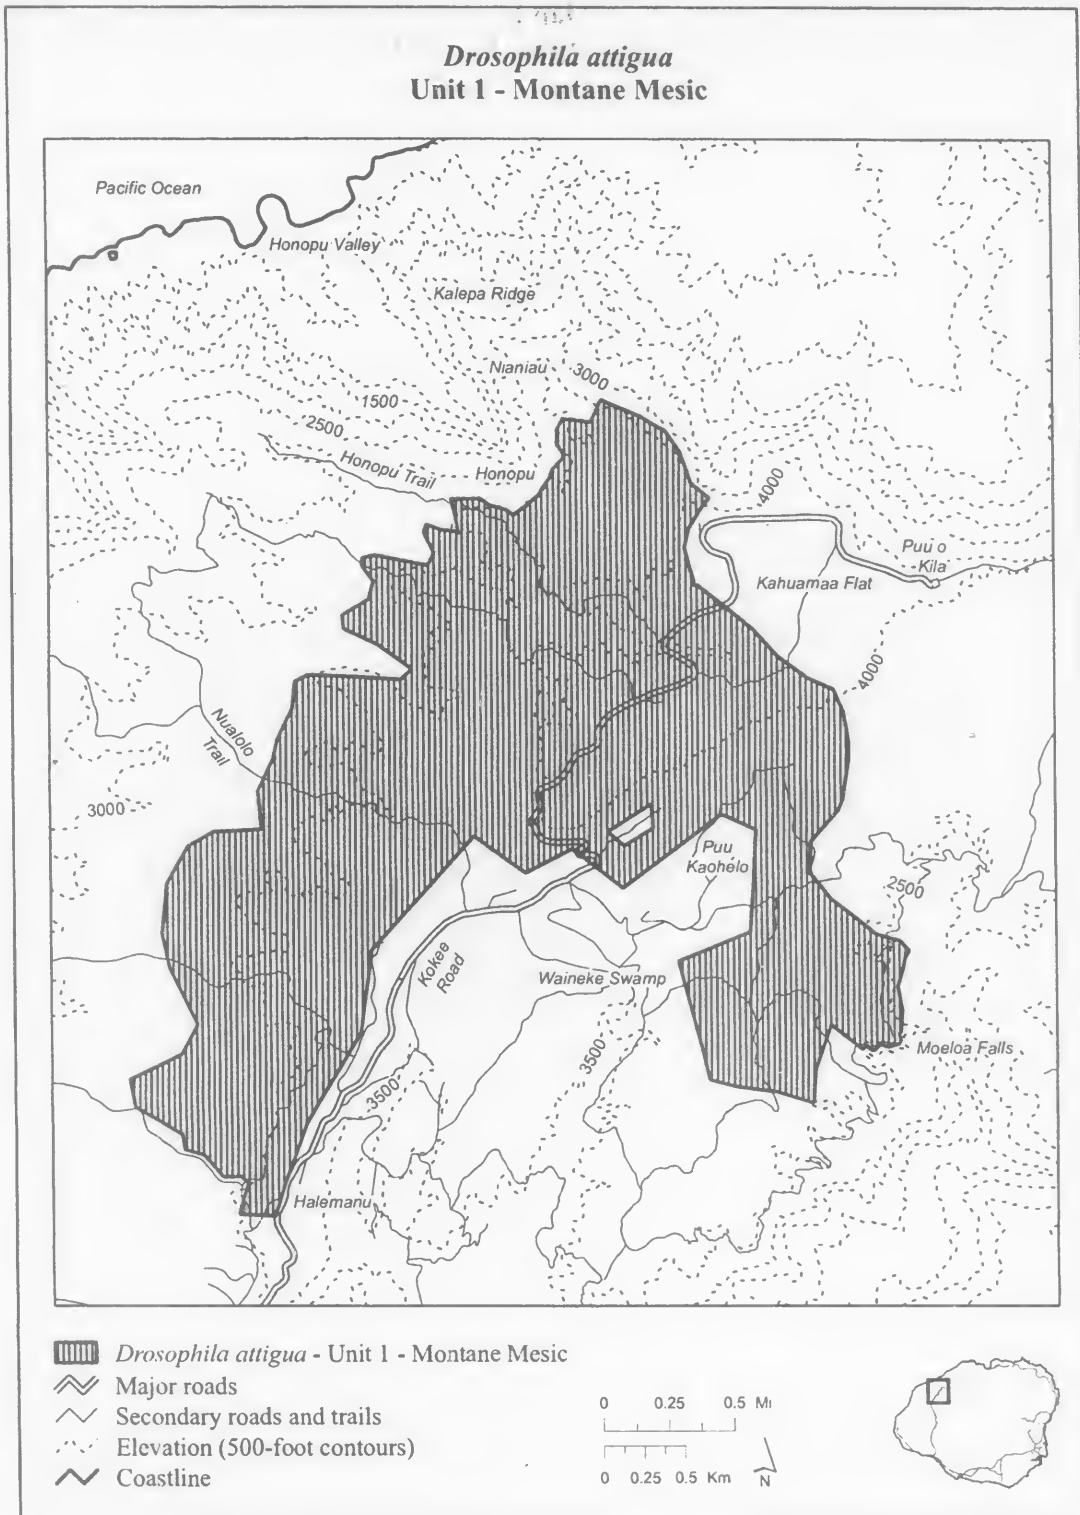 Drosophila attigua
Unit 1 - Montane Mesic
Pacific Ocean
Honopu Valley
Kalepa Ridge
Nianiau
3000
1500
2500
Honopu Trail
Honopu
4000
Puu o
Kila
Kahuamaa Flat
4000
Nualolo
Trail
3000
Puu
Kaohelo
2500
Kokee
Road
Waineke Swamp
Moeloa Falls
3500
3500
Halemanu
Drosophila attigua - Unit 1 - Montane Mesic
Major roads
Secondary roads and trails
Elevation (500-foot contours)
Coastline
0 0.25 0.5 Mi
0 0.25 0.5 Km
N